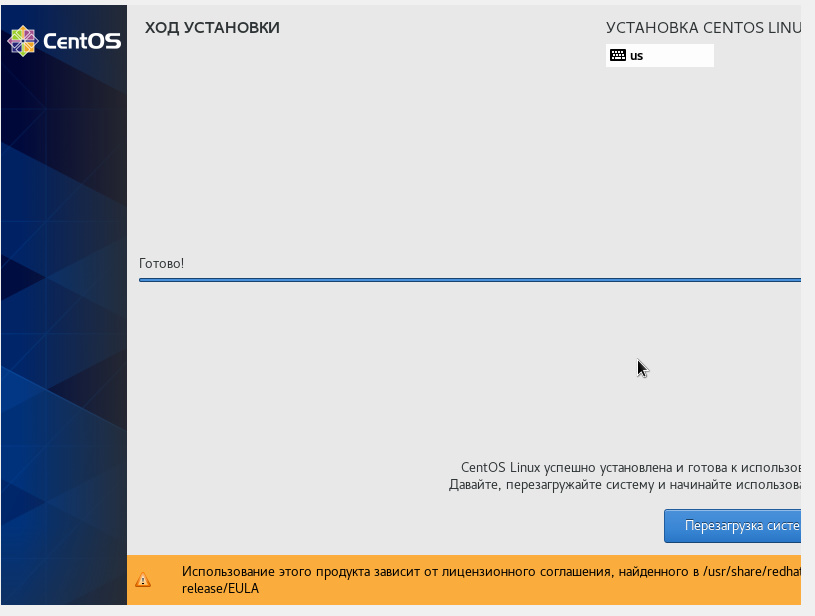 CentOS
ХОД УСТАНОВКИ
УСТАНОВКА CENTOS LINU
us
Готово!
CentOS Linux успешно установлена и готова к использов
Давайте, перезагружайте систему и начинайте использова
Перезагрузка систе
Использование этого продукта зависит от лицензионного соглашения, найденного в /usr/share/redhat
release/EULA